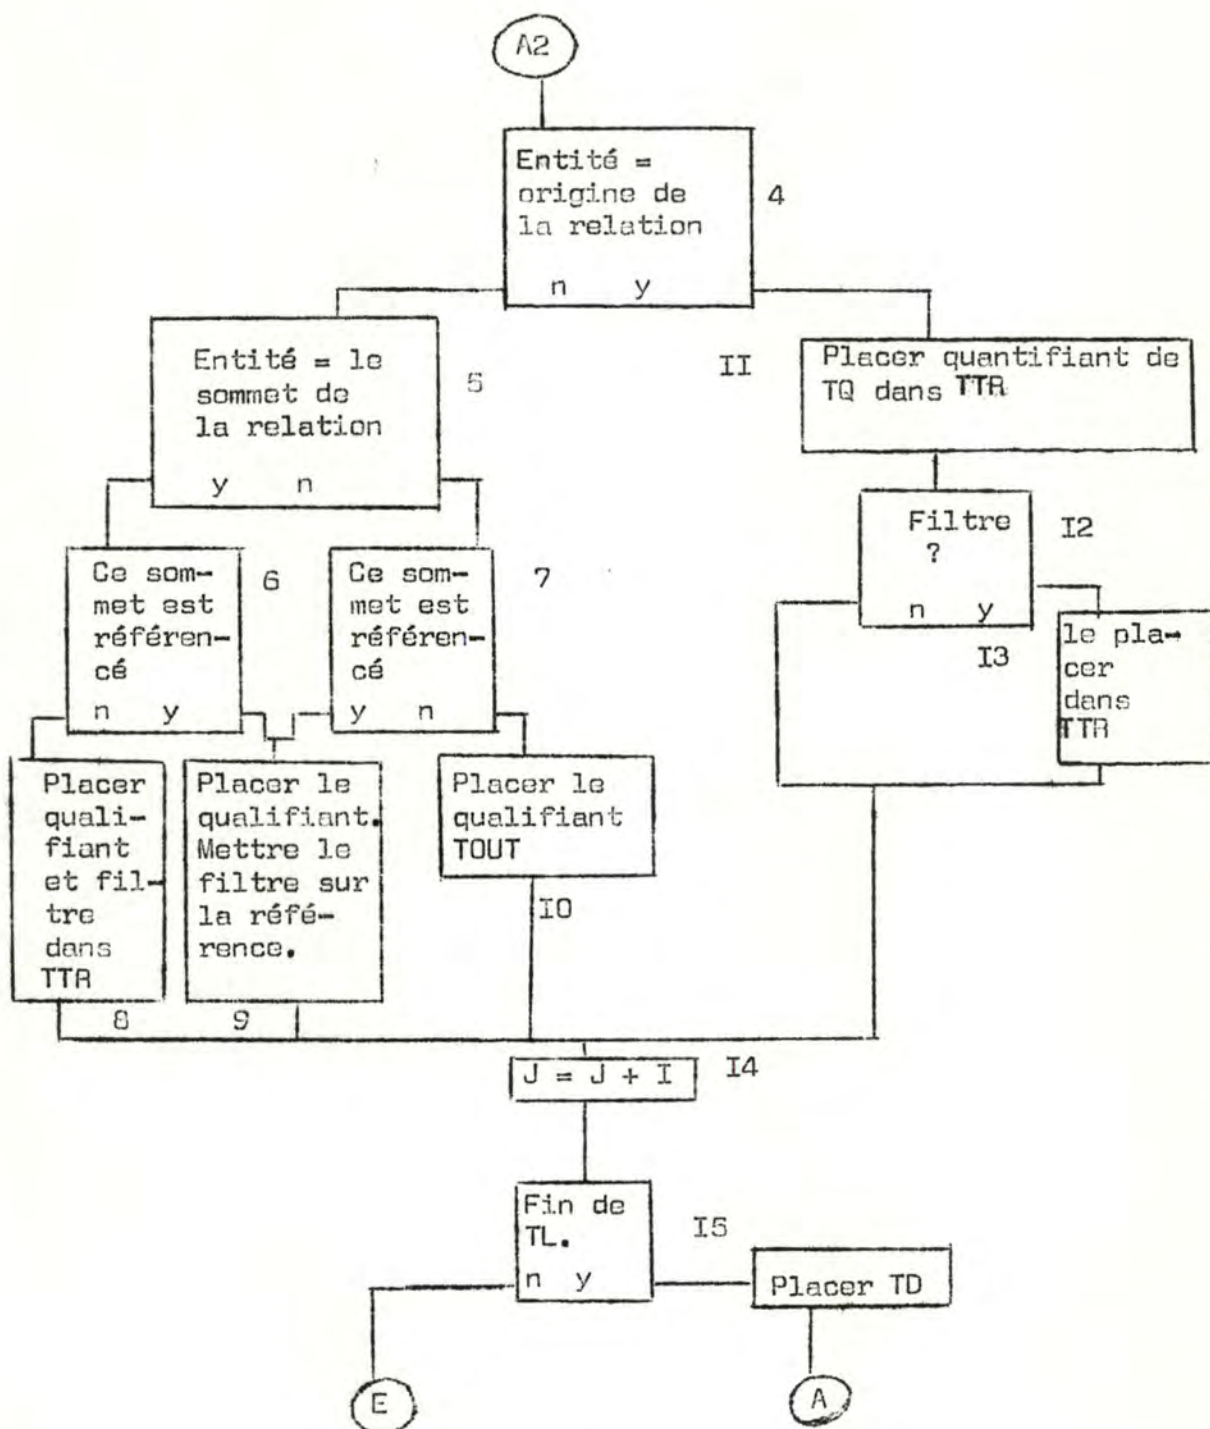 A2
Entité =
origine de
la relation
n y
4
Entité = le
sommet de
la relation
y n
5
II
Placer quantifiant de
TQ dans TTR
Filtre
?
n y
I2
I3
le pla-
cer
dans
TTR
Ce som-
met est
référen-
cé
n y
6
Ce som-
met est
référen-
cé
y n
7
Placer
quali-
fiant
et fil-
tre
dans
TTR
8
Placer le
qualifiant.
Mettre le
filtre sur
la réfé-
rence.
9
Placer le
qualifiant
TOUT
I0
J = J + I
I4
Fin de
TL.
n y
I5
Placer TD
E
A